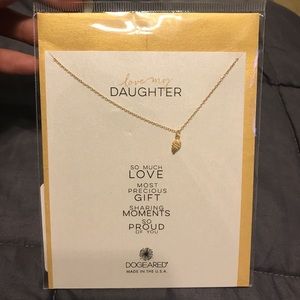 love my
DAUGHTER
SO MUCH
LOVE
MOST
PRECIOUS
GIFT
SHARING
MOMENTS
SO
PROUD
OF YOU
DOGEARED®
MADE IN THE U.S.A